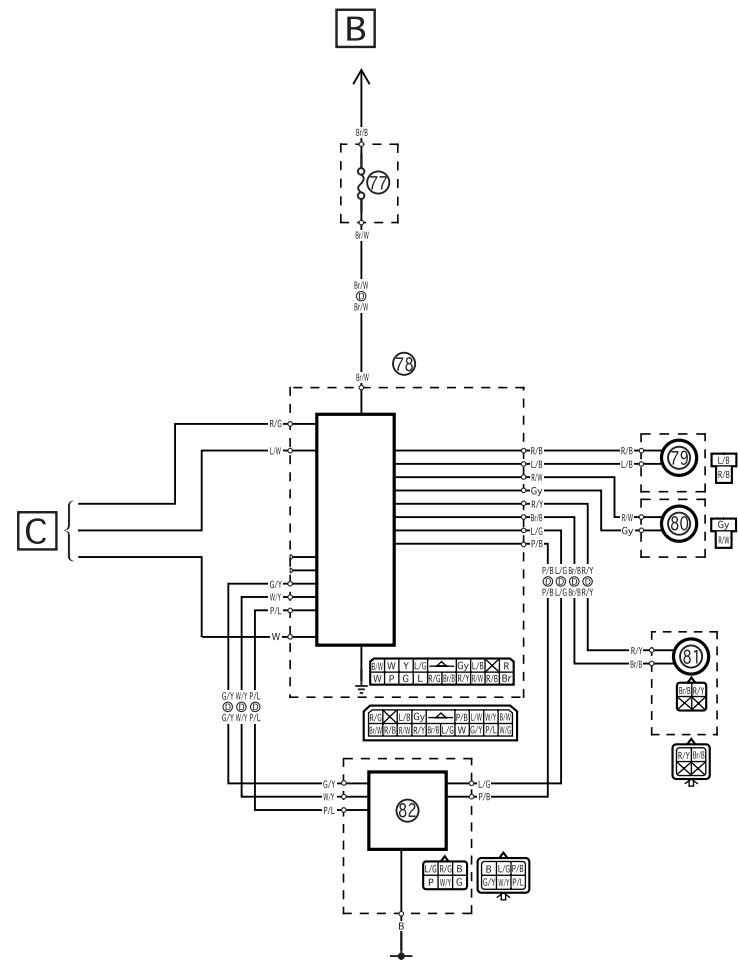 B
Br/B
77
Br/W
Br/W
D
Br/W
Br/W
78
R/G
L/W
C
R/B
L/B
R/W
Gy
R/Y
Br/B
L/G
P/B
R/B
L/B
79
L/B
R/B
R/W
Gy
80
Gy
R/W
G/Y
W/Y
P/L
W
P/B L/G Br/B R/Y
D D D D
P/B L/G Br/B R/Y
R/Y
Br/B
81
Br/B R/Y
R/Y Br/B
B/W W Y L/G Gy L/B R
W P G L R/G Br/B R/Y R/W R/B Br
R/G L/B Gy P/B L/W W/Y B/W
Br/W R/B R/W R/Y Br/B L/G W G/Y P/L W/G
G/Y W/Y P/L
D D D
G/Y W/Y P/L
G/Y
W/Y
P/L
82
L/G
P/B
L/G R/G B
P W/Y G
B L/G P/B
G/Y W/Y P/L
B